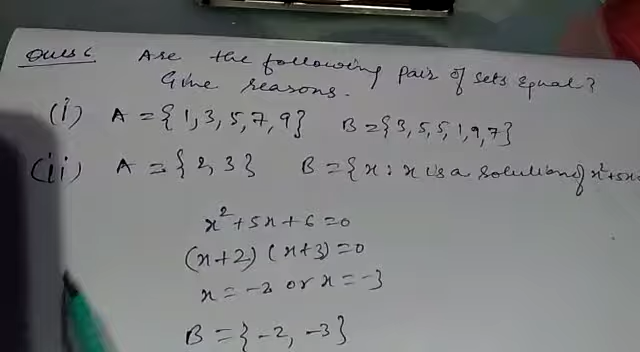 Ques 6 Are the following pair of sets equal?
Give reasons.
(i) A = {1, 3, 5, 7, 9} B = {3, 5, 5, 1, 9, 7}
(ii) A = {2, 3} B = {x : x is a solution of x²+5x
x² + 5x + 6 = 0
(x+2) (x+3) = 0
x = -2 or x = -3
B = {-2, -3}